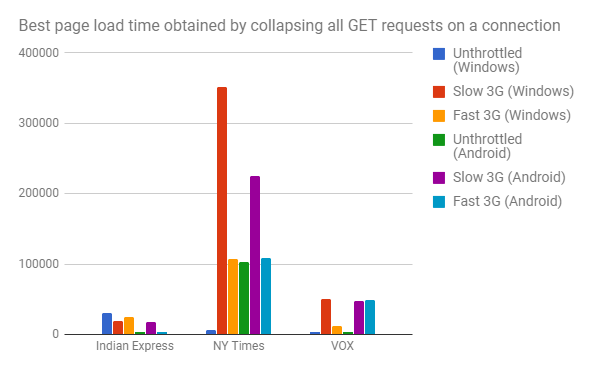 Best page load time obtained by collapsing all GET requests on a connection
400000
300000
200000
100000
0
Indian Express
NY Times
VOX
Unthrottled
(Windows)
Slow 3G (Windows)
Fast 3G (Windows)
Unthrottled
(Android)
Slow 3G (Android)
Fast 3G (Android)